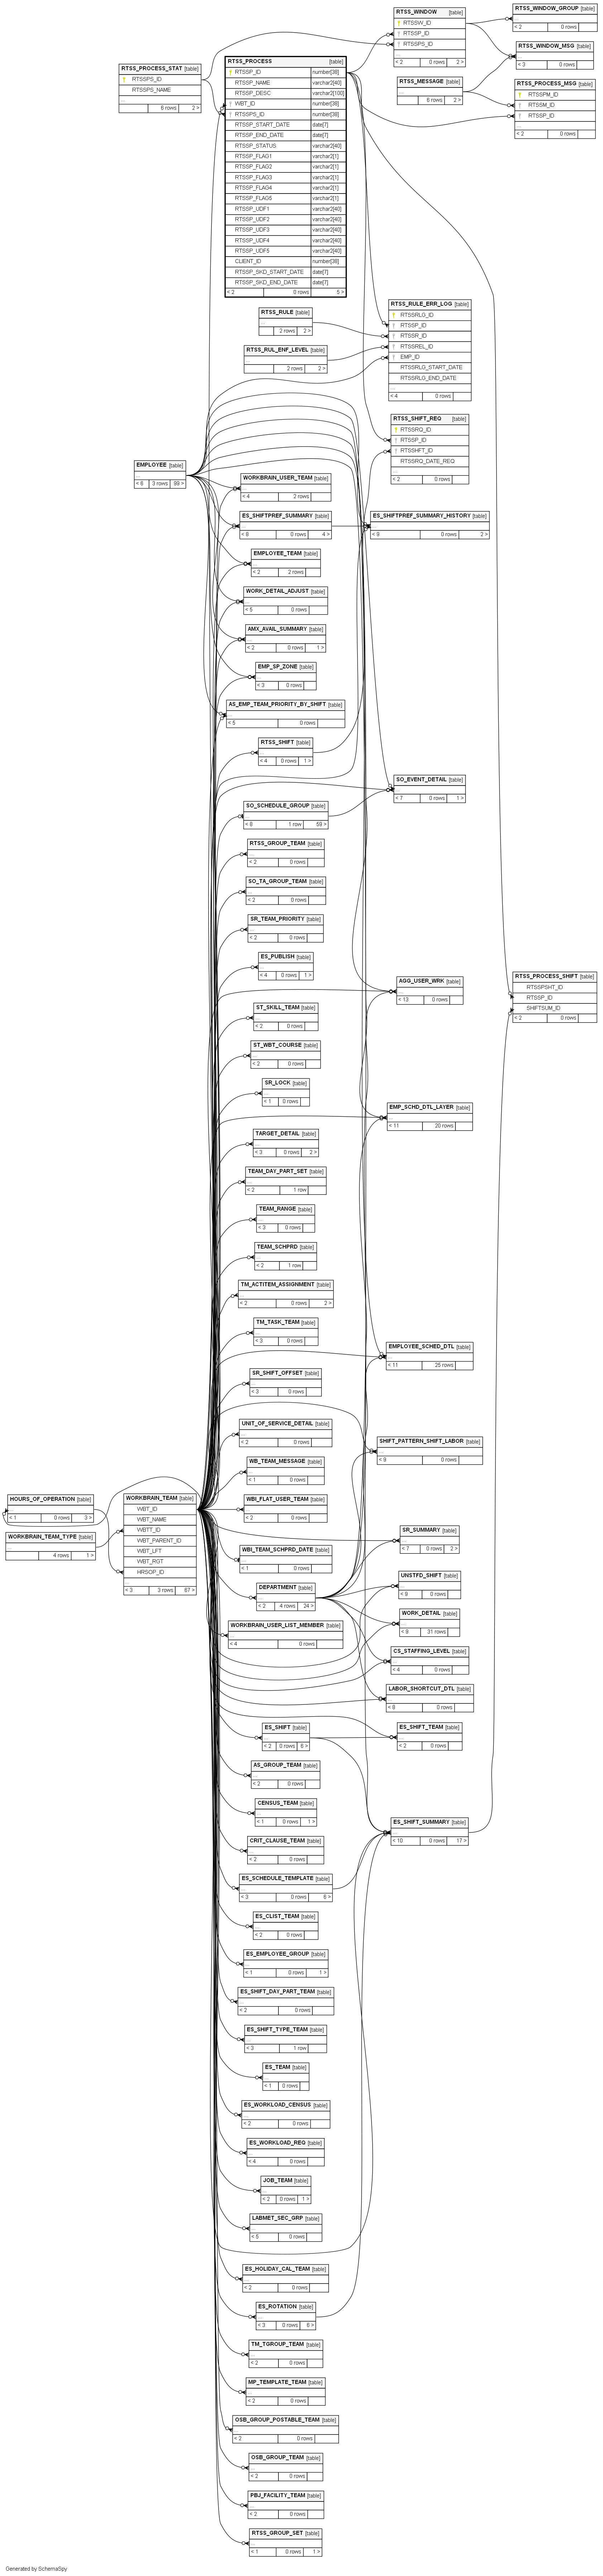 RTSS_WINDOW [table]
RTSSW_ID
RTSSP_ID
RTSSPS_ID
...
< 2 0 rows 2 >
RTSS_WINDOW_GROUP [table]
...
< 2 0 rows
RTSS_WINDOW_MSG [table]
...
< 3 0 rows
RTSS_PROCESS_STAT [table]
RTSSPS_ID
RTSSPS_NAME
...
6 rows 2 >
RTSS_PROCESS [table]
RTSSP_ID number[38]
RTSSP_NAME varchar2[40]
RTSSP_DESC varchar2[100]
WBT_ID number[38]
RTSSPS_ID number[38]
RTSSP_START_DATE date[7]
RTSSP_END_DATE date[7]
RTSSP_STATUS varchar2[40]
RTSSP_FLAG1 varchar2[1]
RTSSP_FLAG2 varchar2[1]
RTSSP_FLAG3 varchar2[1]
RTSSP_FLAG4 varchar2[1]
RTSSP_FLAG5 varchar2[1]
RTSSP_UDF1 varchar2[40]
RTSSP_UDF2 varchar2[40]
RTSSP_UDF3 varchar2[40]
RTSSP_UDF4 varchar2[40]
RTSSP_UDF5 varchar2[40]
CLIENT_ID number[38]
RTSSP_SKD_START_DATE date[7]
RTSSP_SKD_END_DATE date[7]
< 2 0 rows 5 >
RTSS_MESSAGE [table]
...
6 rows 2 >
RTSS_PROCESS_MSG [table]
RTSSPM_ID
RTSSM_ID
RTSSP_ID
...
< 2 0 rows
RTSS_RULE [table]
...
2 rows 2 >
RTSS_RUL_ENF_LEVEL [table]
...
2 rows 2 >
RTSS_RULE_ERR_LOG [table]
RTSSRLG_ID
RTSSP_ID
RTSSR_ID
RTSSREL_ID
EMP_ID
RTSSRLG_START_DATE
RTSSRLG_END_DATE
...
< 4 0 rows
RTSS_SHIFT_REQ [table]
RTSSRQ_ID
RTSSP_ID
RTSSHFT_ID
RTSSRQ_DATE_REQ
...
< 2 0 rows
EMPLOYEE [table]
...
< 6 3 rows 99 >
WORKBRAIN_USER_TEAM [table]
...
< 4 2 rows
ES_SHIFTPREF_SUMMARY [table]
...
< 8 0 rows 4 >
ES_SHIFTPREF_SUMMARY_HISTORY [table]
...
< 9 0 rows 2 >
EMPLOYEE_TEAM [table]
...
< 2 2 rows
WORK_DETAIL_ADJUST [table]
...
< 5 0 rows
AMX_AVAIL_SUMMARY [table]
...
< 2 0 rows 1 >
EMP_SP_ZONE [table]
...
< 3 0 rows
AS_EMP_TEAM_PRIORITY_BY_SHIFT [table]
...
< 5 0 rows
RTSS_SHIFT [table]
...
< 4 0 rows 1 >
SO_EVENT_DETAIL [table]
...
< 7 0 rows 1 >
SO_SCHEDULE_GROUP [table]
...
< 8 1 row 59 >
RTSS_GROUP_TEAM [table]
...
< 2 0 rows
SO_TA_GROUP_TEAM [table]
...
< 2 0 rows
SR_TEAM_PRIORITY [table]
...
< 2 0 rows
ES_PUBLISH [table]
...
< 4 0 rows 1 >
AGG_USER_WRK [table]
...
< 13 0 rows
RTSS_PROCESS_SHIFT [table]
RTSSPSHT_ID
RTSSP_ID
SHIFTSUM_ID
< 2 0 rows
ST_SKILL_TEAM [table]
...
< 2 0 rows
ST_WBT_COURSE [table]
...
< 2 0 rows
SR_LOCK [table]
...
< 1 0 rows
EMP_SCHD_DTL_LAYER [table]
...
< 11 20 rows
TARGET_DETAIL [table]
...
< 3 0 rows 2 >
TEAM_DAY_PART_SET [table]
...
< 2 1 row
TEAM_RANGE [table]
...
< 3 0 rows
TEAM_SCHPRD [table]
...
< 2 1 row
TM_ACTITEM_ASSIGNMENT [table]
...
< 2 0 rows 2 >
TM_TASK_TEAM [table]
...
< 3 0 rows
EMPLOYEE_SCHED_DTL [table]
...
< 11 25 rows
SR_SHIFT_OFFSET [table]
...
< 3 0 rows
UNIT_OF_SERVICE_DETAIL [table]
...
< 2 0 rows
SHIFT_PATTERN_SHIFT_LABOR [table]
...
< 9 0 rows
WB_TEAM_MESSAGE [table]
...
< 1 0 rows
HOURS_OF_OPERATION [table]
...
< 1 0 rows 3 >
WORKBRAIN_TEAM_TYPE [table]
...
4 rows 1 >
WORKBRAIN_TEAM [table]
WBT_ID
WBT_NAME
WBTT_ID
WBT_PARENT_ID
WBT_LFT
WBT_RGT
HRSOP_ID
...
< 3 3 rows 67 >
WBI_FLAT_USER_TEAM [table]
...
< 2 0 rows
SR_SUMMARY [table]
...
< 7 0 rows 2 >
WBI_TEAM_SCHPRD_DATE [table]
...
< 1 0 rows
UNSTFD_SHIFT [table]
...
< 9 0 rows
DEPARTMENT [table]
...
< 2 4 rows 24 >
WORK_DETAIL [table]
...
< 9 31 rows
WORKBRAIN_USER_LIST_MEMBER [table]
...
< 4 0 rows
CS_STAFFING_LEVEL [table]
...
< 4 0 rows
LABOR_SHORTCUT_DTL [table]
...
< 8 0 rows
ES_SHIFT [table]
...
< 2 0 rows 6 >
ES_SHIFT_TEAM [table]
...
< 2 0 rows
AS_GROUP_TEAM [table]
...
< 2 0 rows
CENSUS_TEAM [table]
...
< 1 0 rows 1 >
ES_SHIFT_SUMMARY [table]
...
< 10 0 rows 17 >
CRIT_CLAUSE_TEAM [table]
...
< 2 0 rows
ES_SCHEDULE_TEMPLATE [table]
...
< 3 0 rows 6 >
ES_CLIST_TEAM [table]
...
< 2 0 rows
ES_EMPLOYEE_GROUP [table]
...
< 1 0 rows 1 >
ES_SHIFT_DAY_PART_TEAM [table]
...
< 2 0 rows
ES_SHIFT_TYPE_TEAM [table]
...
< 3 1 row
ES_TEAM [table]
...
< 1 0 rows
ES_WORKLOAD_CENSUS [table]
...
< 2 0 rows
ES_WORKLOAD_REG [table]
...
< 4 0 rows
JOB_TEAM [table]
...
< 2 0 rows 1 >
LABMET_SEC_GRP [table]
...
< 5 0 rows
ES_HOLIDAY_CAL_TEAM [table]
...
< 2 0 rows
ES_ROTATION [table]
...
< 3 0 rows 6 >
TM_TGROUP_TEAM [table]
...
< 2 0 rows
MP_TEMPLATE_TEAM [table]
...
< 2 0 rows
OSB_GROUP_POSTABLE_TEAM [table]
...
< 2 0 rows
OSB_GROUP_TEAM [table]
...
< 2 0 rows
PBJ_FACILITY_TEAM [table]
...
< 2 0 rows
RTSS_GROUP_SET [table]
...
< 1 0 rows 1 >
Generated by SchemaSpy